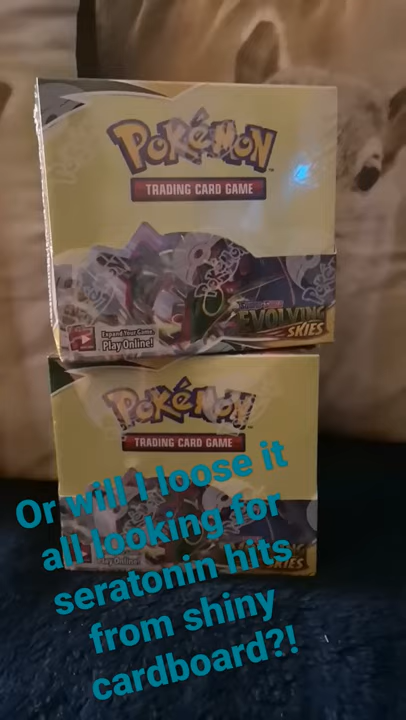 POKéMON
TRADING CARD GAME
Expand Your Game.
Play Online!
EVOLVING
SKIES
POKéMON
TRADING CARD GAME
Play Online!
SKIES
Or will I loose it
all looking for
seratonin hits
from shiny
cardboard?!